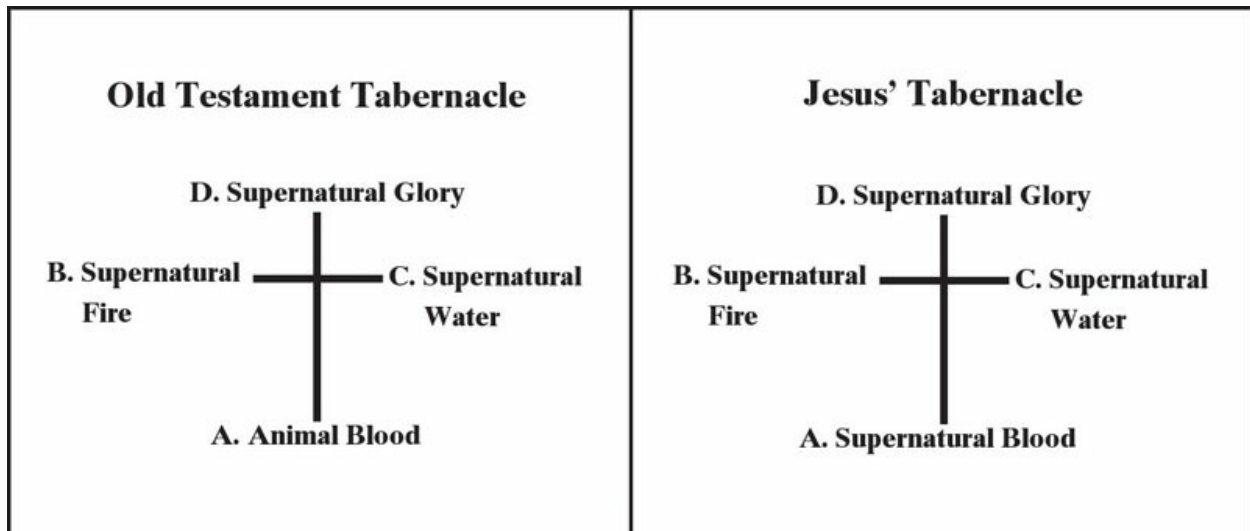 Old Testament Tabernacle
D. Supernatural Glory
B. Supernatural
Fire
C. Supernatural
Water
A. Animal Blood
Jesus’ Tabernacle
D. Supernatural Glory
B. Supernatural
Fire
C. Supernatural
Water
A. Supernatural Blood